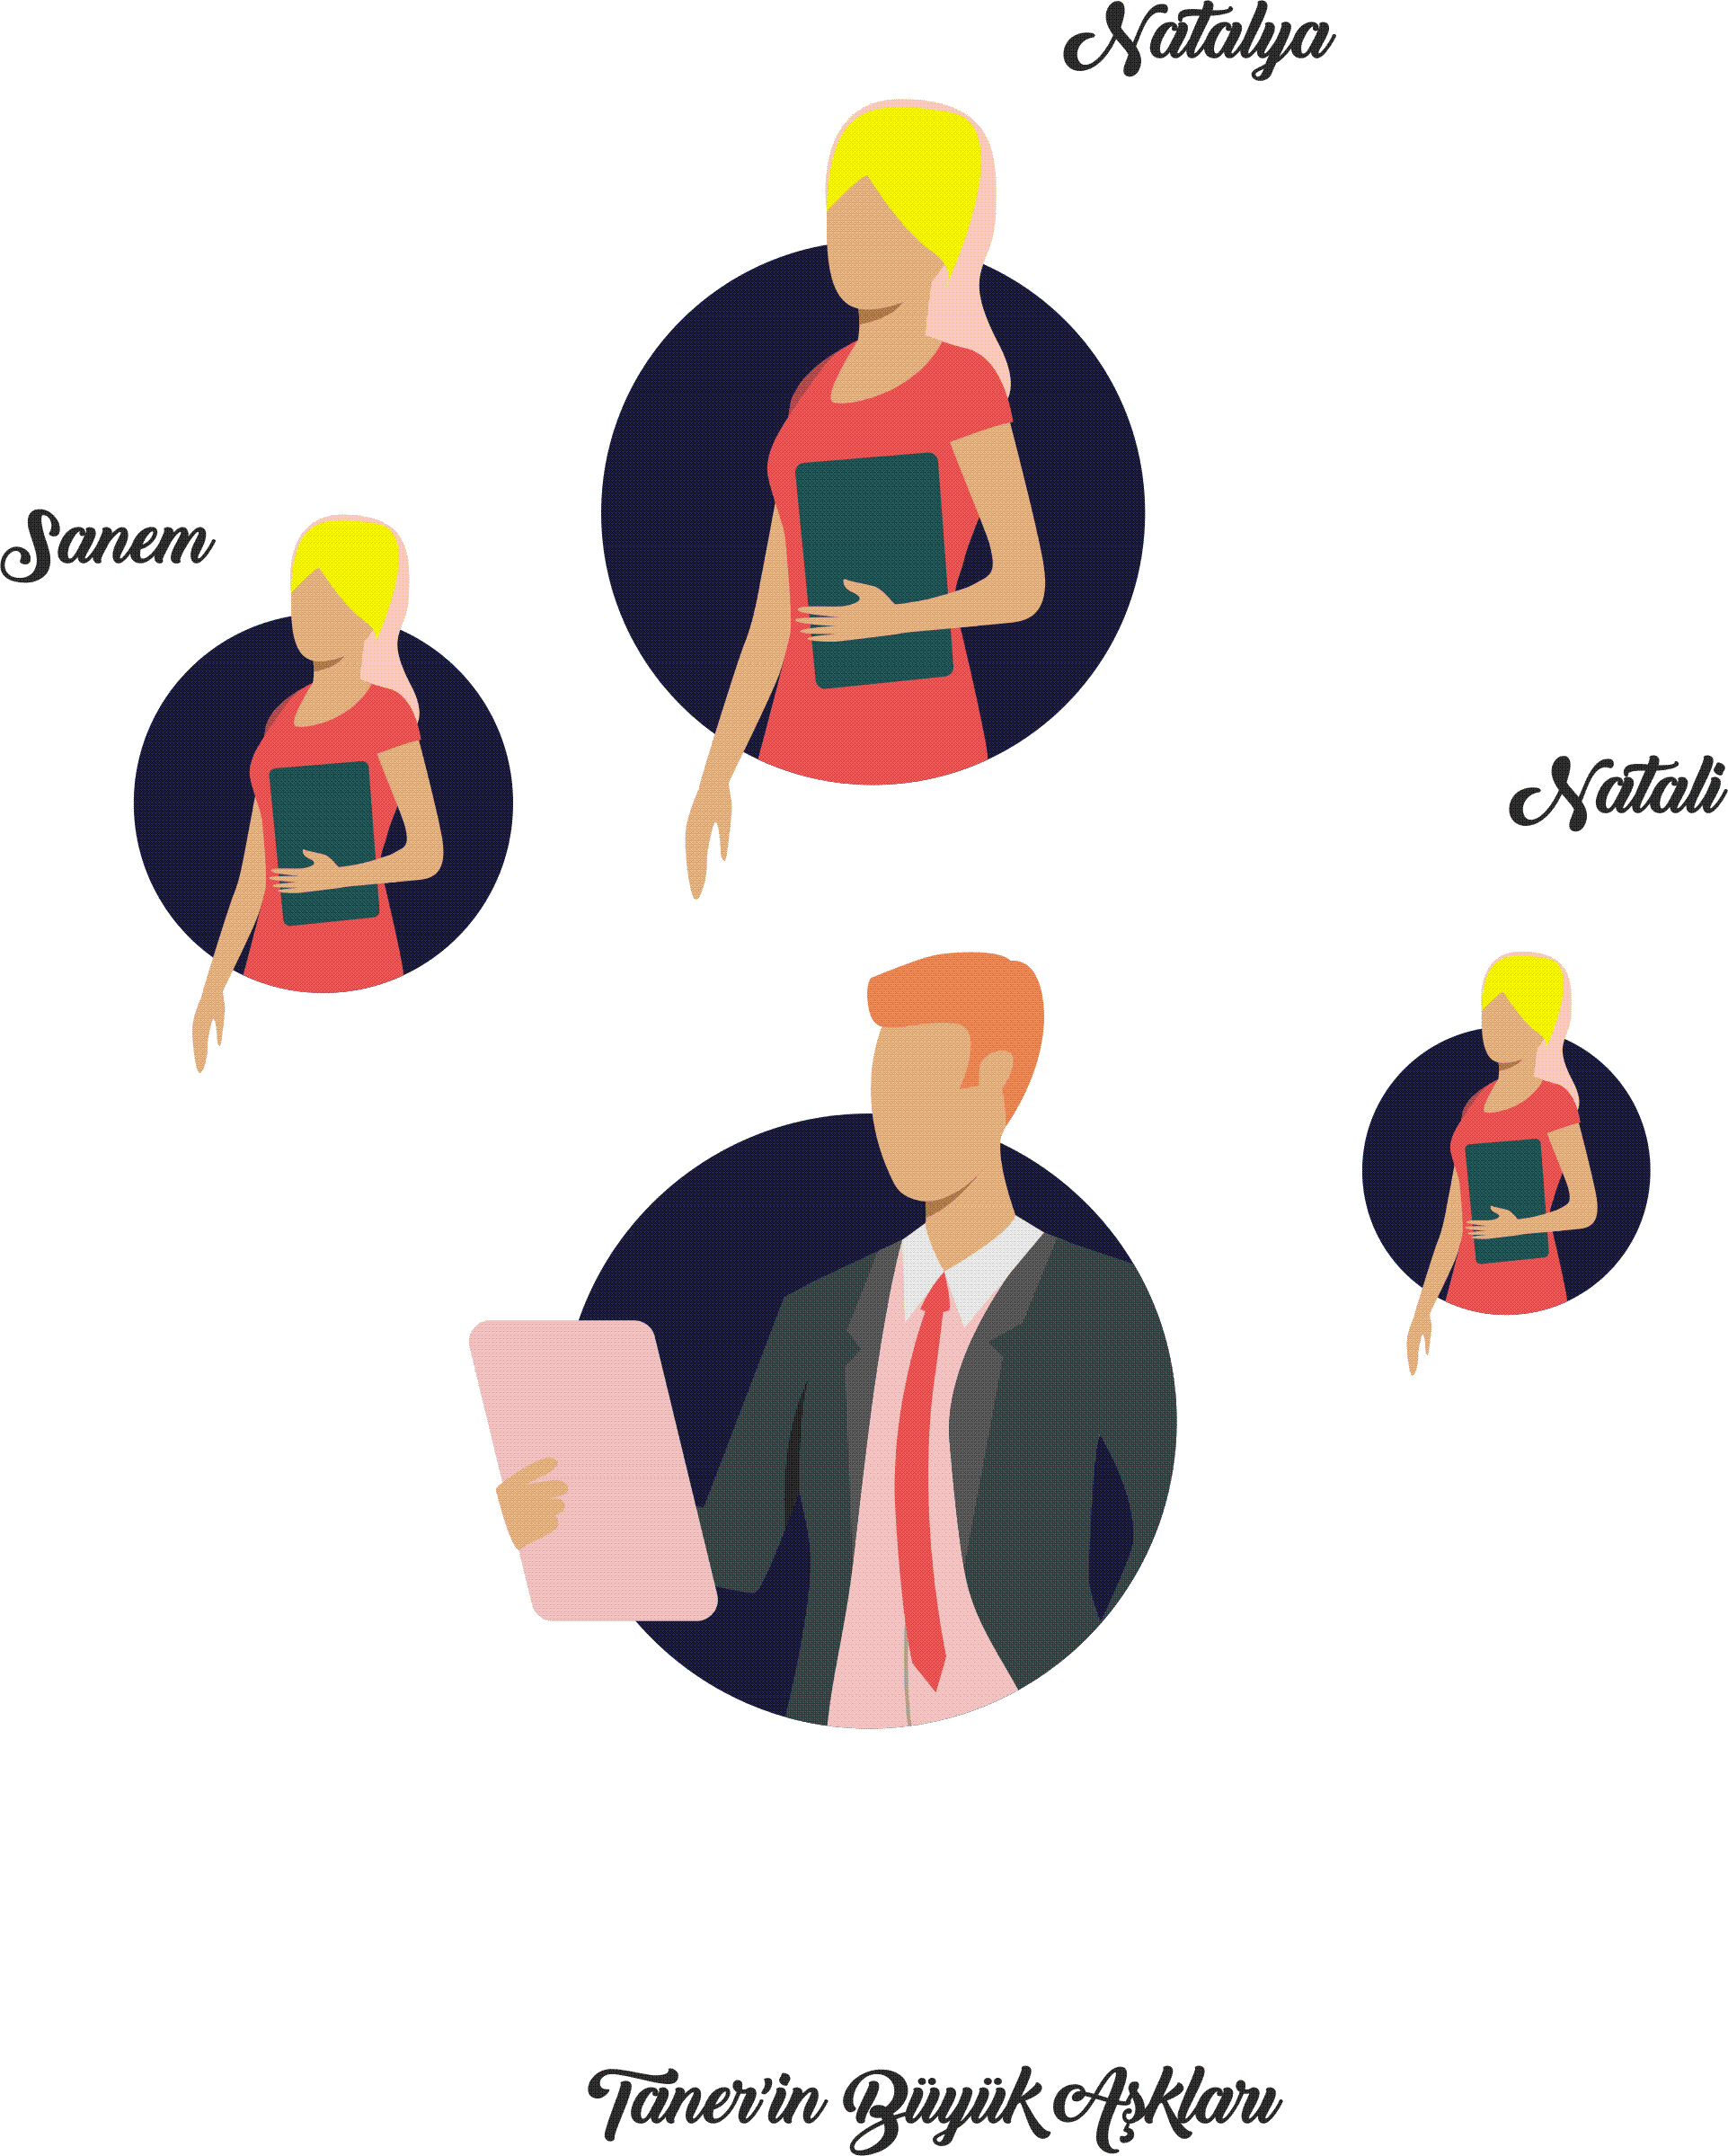 Natalya
Sanem
Natali
Taner'in Büyük Aşkları